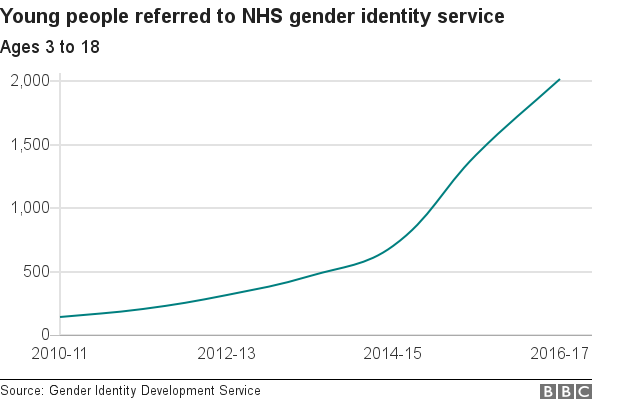 Young people referred to NHS gender identity service
Ages 3 to 18
2,000
1,500
1,000
500
0
2010-11 2012-13 2014-15 2016-17
Source: Gender Identity Development Service BBC